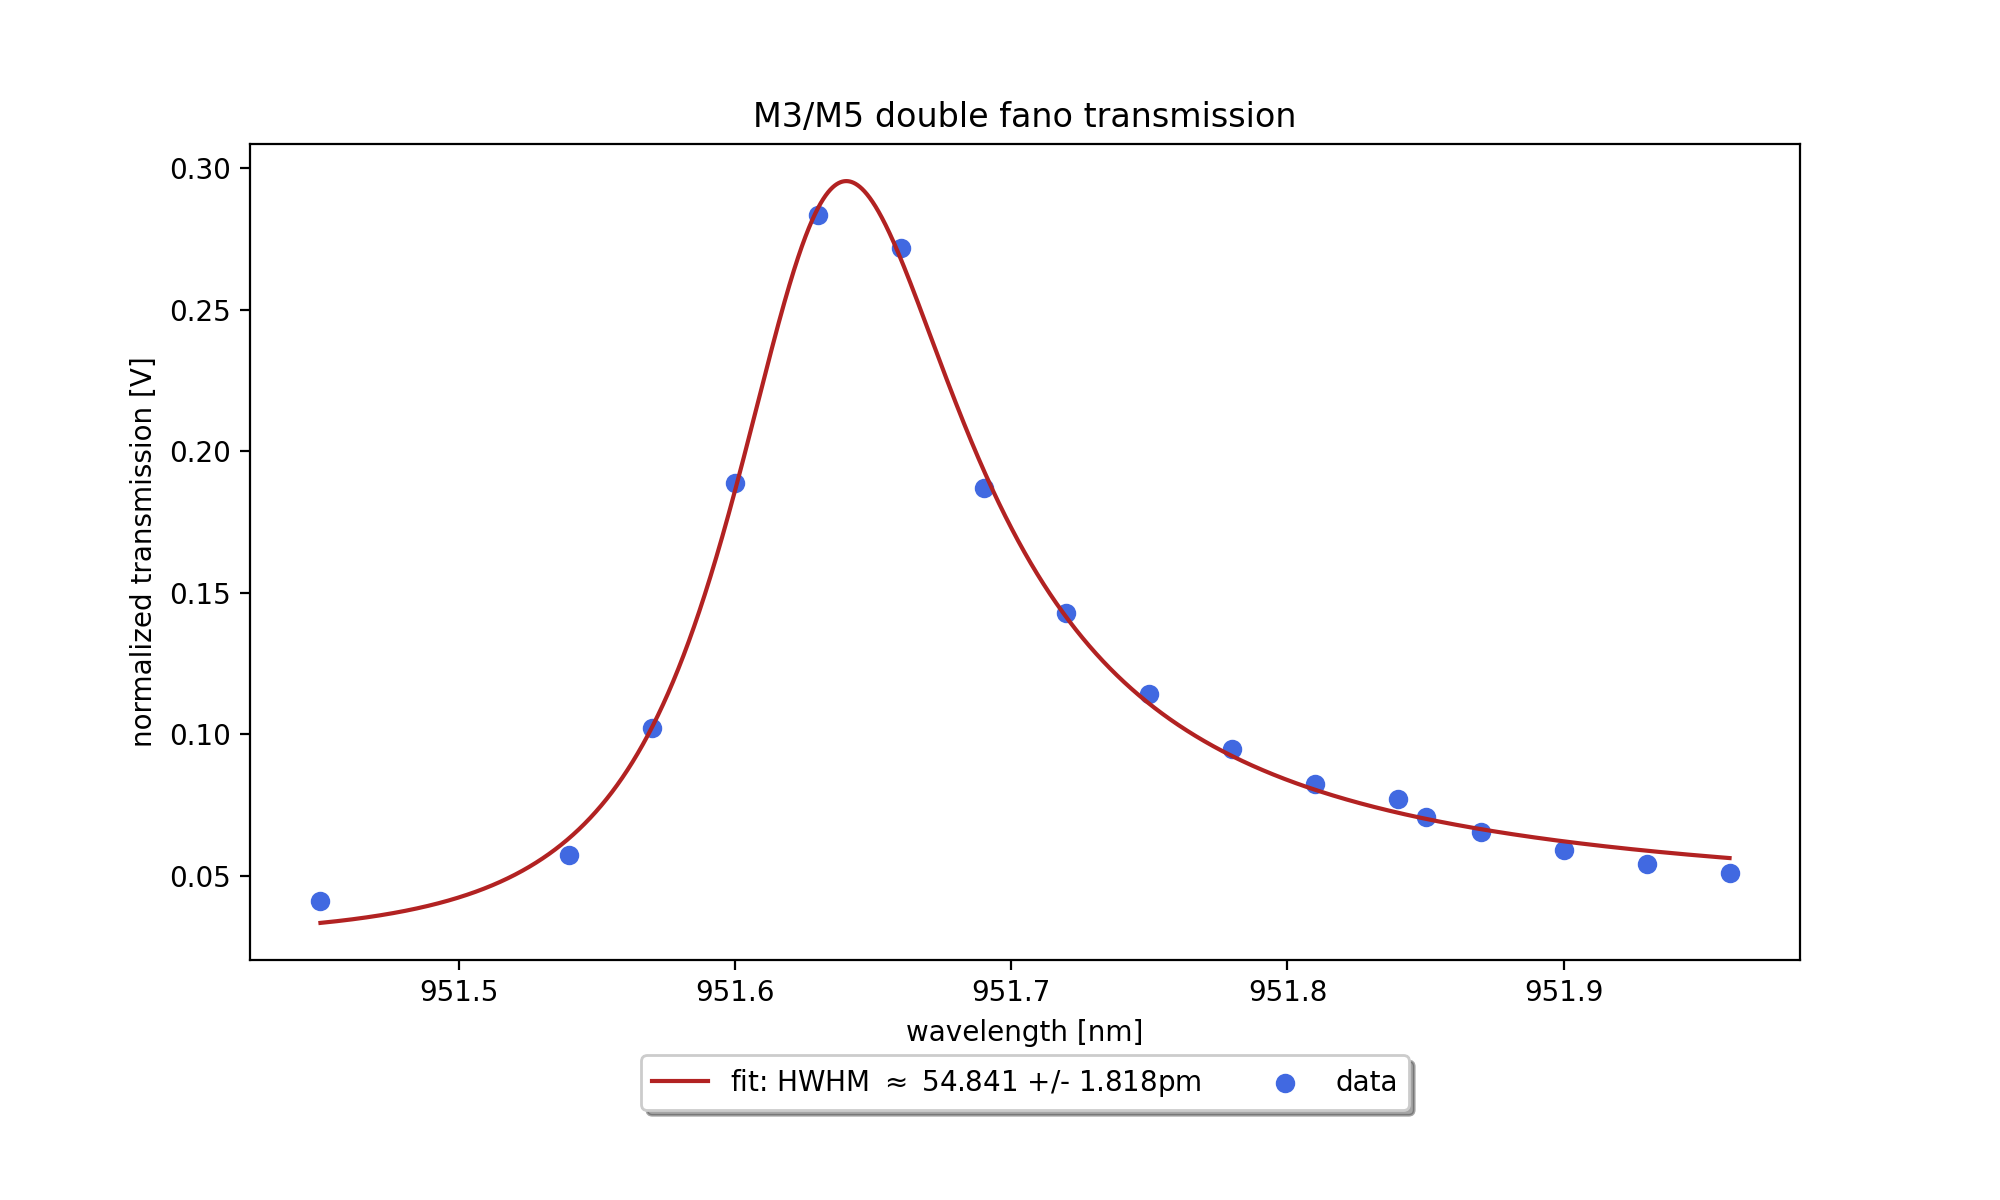 M3/M5 double fano transmission
normalized transmission [V]
0.30
0.25
0.20
0.15
0.10
0.05
951.5 951.6 951.7 951.8 951.9
wavelength [nm]
fit: HWHM ≈ 54.841 +/- 1.818pm data